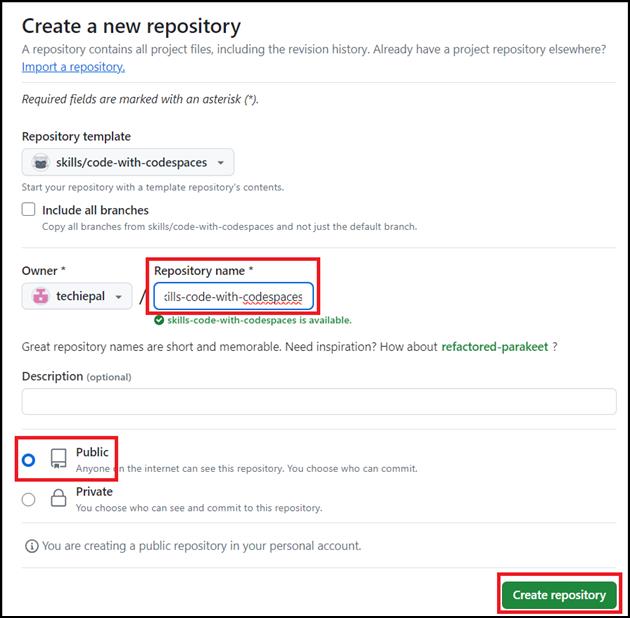 Create a new repository
A repository contains all project files, including the revision history. Already have a project repository elsewhere?
Import a repository.
Required fields are marked with an asterisk (*).
Repository template
skills/code-with-codespaces
Start your repository with a template repository's contents.
Include all branches
Copy all branches from skills/code-with-codespaces and not just the default branch.
Owner * Repository name *
techiepal / kills-code-with-codespaces
skills-code-with-codespaces is available.
Great repository names are short and memorable. Need inspiration? How about refactored-parakeet ?
Description (optional)
Public
Anyone on the internet can see this repository. You choose who can commit.
Private
You choose who can see and commit to this repository.
You are creating a public repository in your personal account.
Create repository